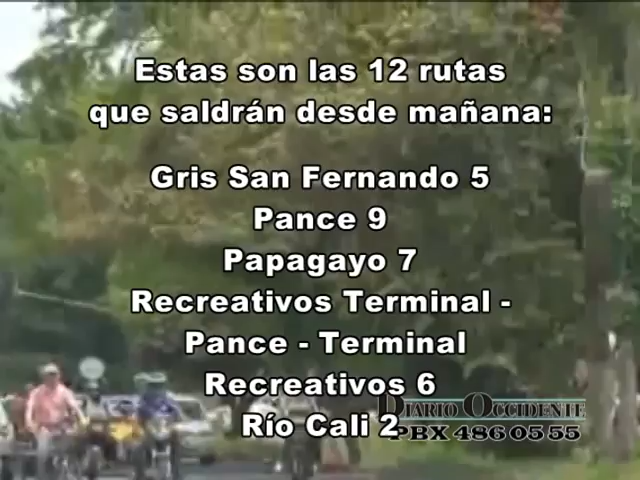 Estas son las 12 rutas
que saldrán desde mañana:
Gris San Fernando 5
Pance 9
Papagayo 7
Recreativos Terminal -
Pance - Terminal
Recreativos 6
Río Cali 2
DIARIO OCCIDENTE
PBX 486 05 55